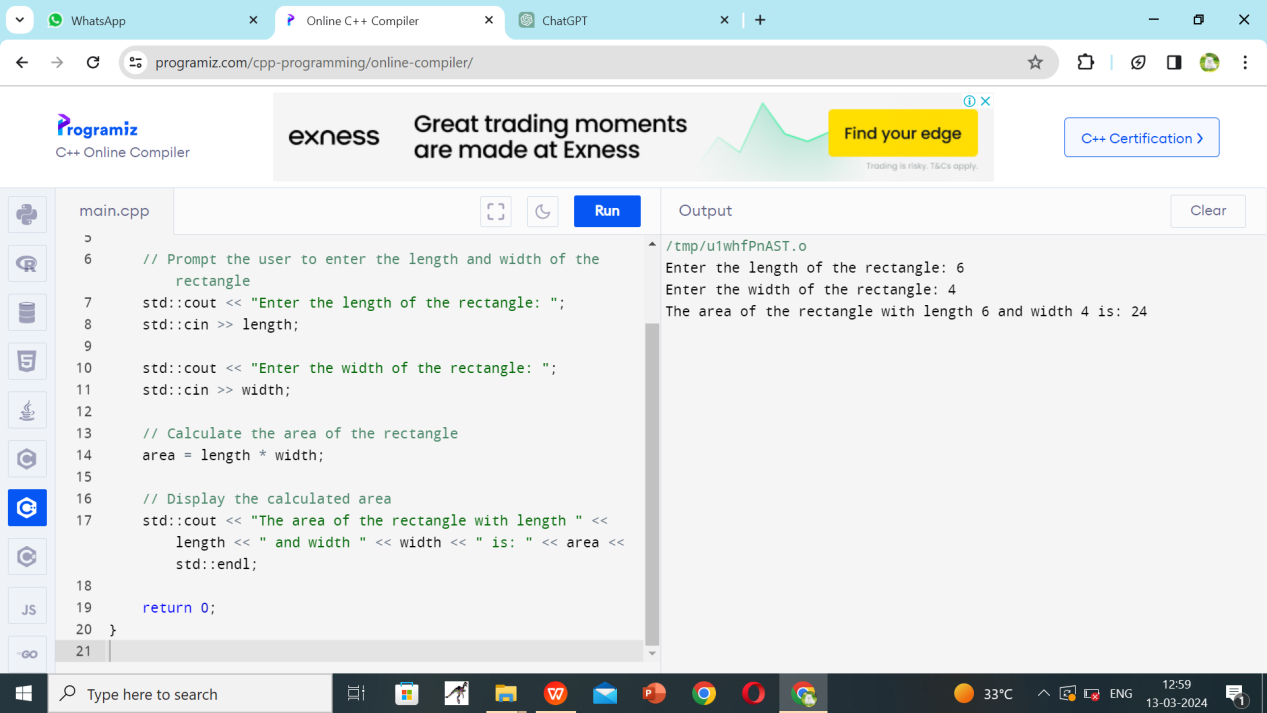 WhatsApp
Online C++ Compiler
ChatGPT
programiz.com/cpp-programming/online-compiler/
Programiz
C++ Online Compiler
exness
Great trading moments
are made at Exness
Find your edge
Trading is risky. T&Cs apply.
C++ Certification
main.cpp
Run
Output
Clear
5
6 // Prompt the user to enter the length and width of the
rectangle
7 std::cout << "Enter the length of the rectangle: ";
8 std::cin >> length;
9
10 std::cout << "Enter the width of the rectangle: ";
11 std::cin >> width;
12
13 // Calculate the area of the rectangle
14 area = length * width;
15
16 // Display the calculated area
17 std::cout << "The area of the rectangle with length " <<
length << " and width " << width << " is: " << area <<
std::endl;
18
19 return 0;
20 }
21
/tmp/u1whfPnAST.o
Enter the length of the rectangle: 6
Enter the width of the rectangle: 4
The area of the rectangle with length 6 and width 4 is: 24
R
5
C
C
JS
GO
Type here to search
W
P
33°C
ENG
12:59
13-03-2024
1